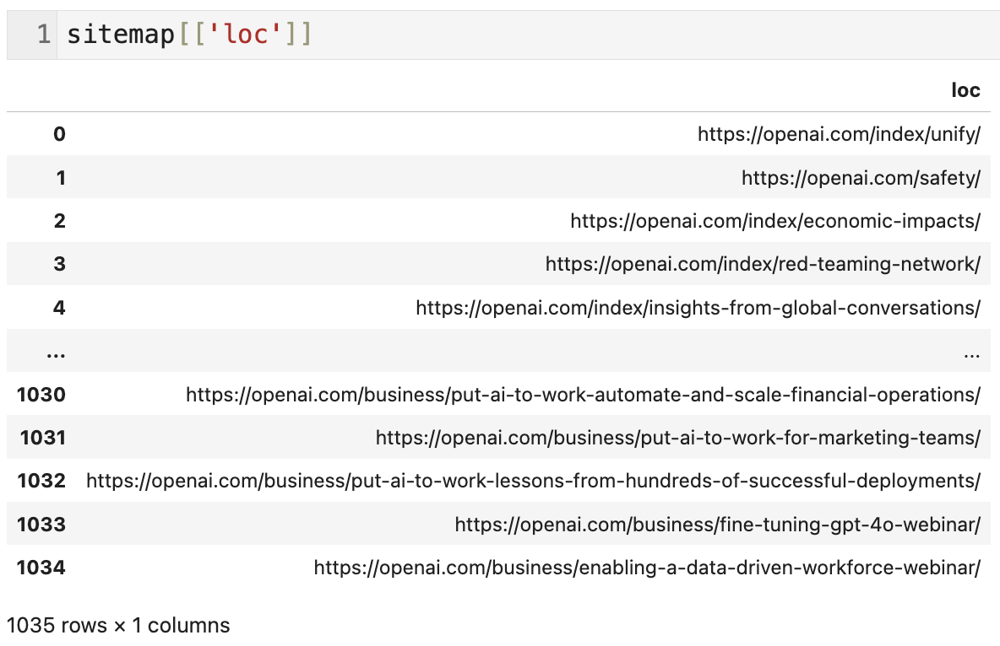 1 sitemap[['loc']]
loc
0 https://openai.com/index/unify/
1 https://openai.com/safety/
2 https://openai.com/index/economic-impacts/
3 https://openai.com/index/red-teaming-network/
4 https://openai.com/index/insights-from-global-conversations/
... ...
1030 https://openai.com/business/put-ai-to-work-automate-and-scale-financial-operations/
1031 https://openai.com/business/put-ai-to-work-for-marketing-teams/
1032 https://openai.com/business/put-ai-to-work-lessons-from-hundreds-of-successful-deployments/
1033 https://openai.com/business/fine-tuning-gpt-4o-webinar/
1034 https://openai.com/business/enabling-a-data-driven-workforce-webinar/
1035 rows × 1 columns